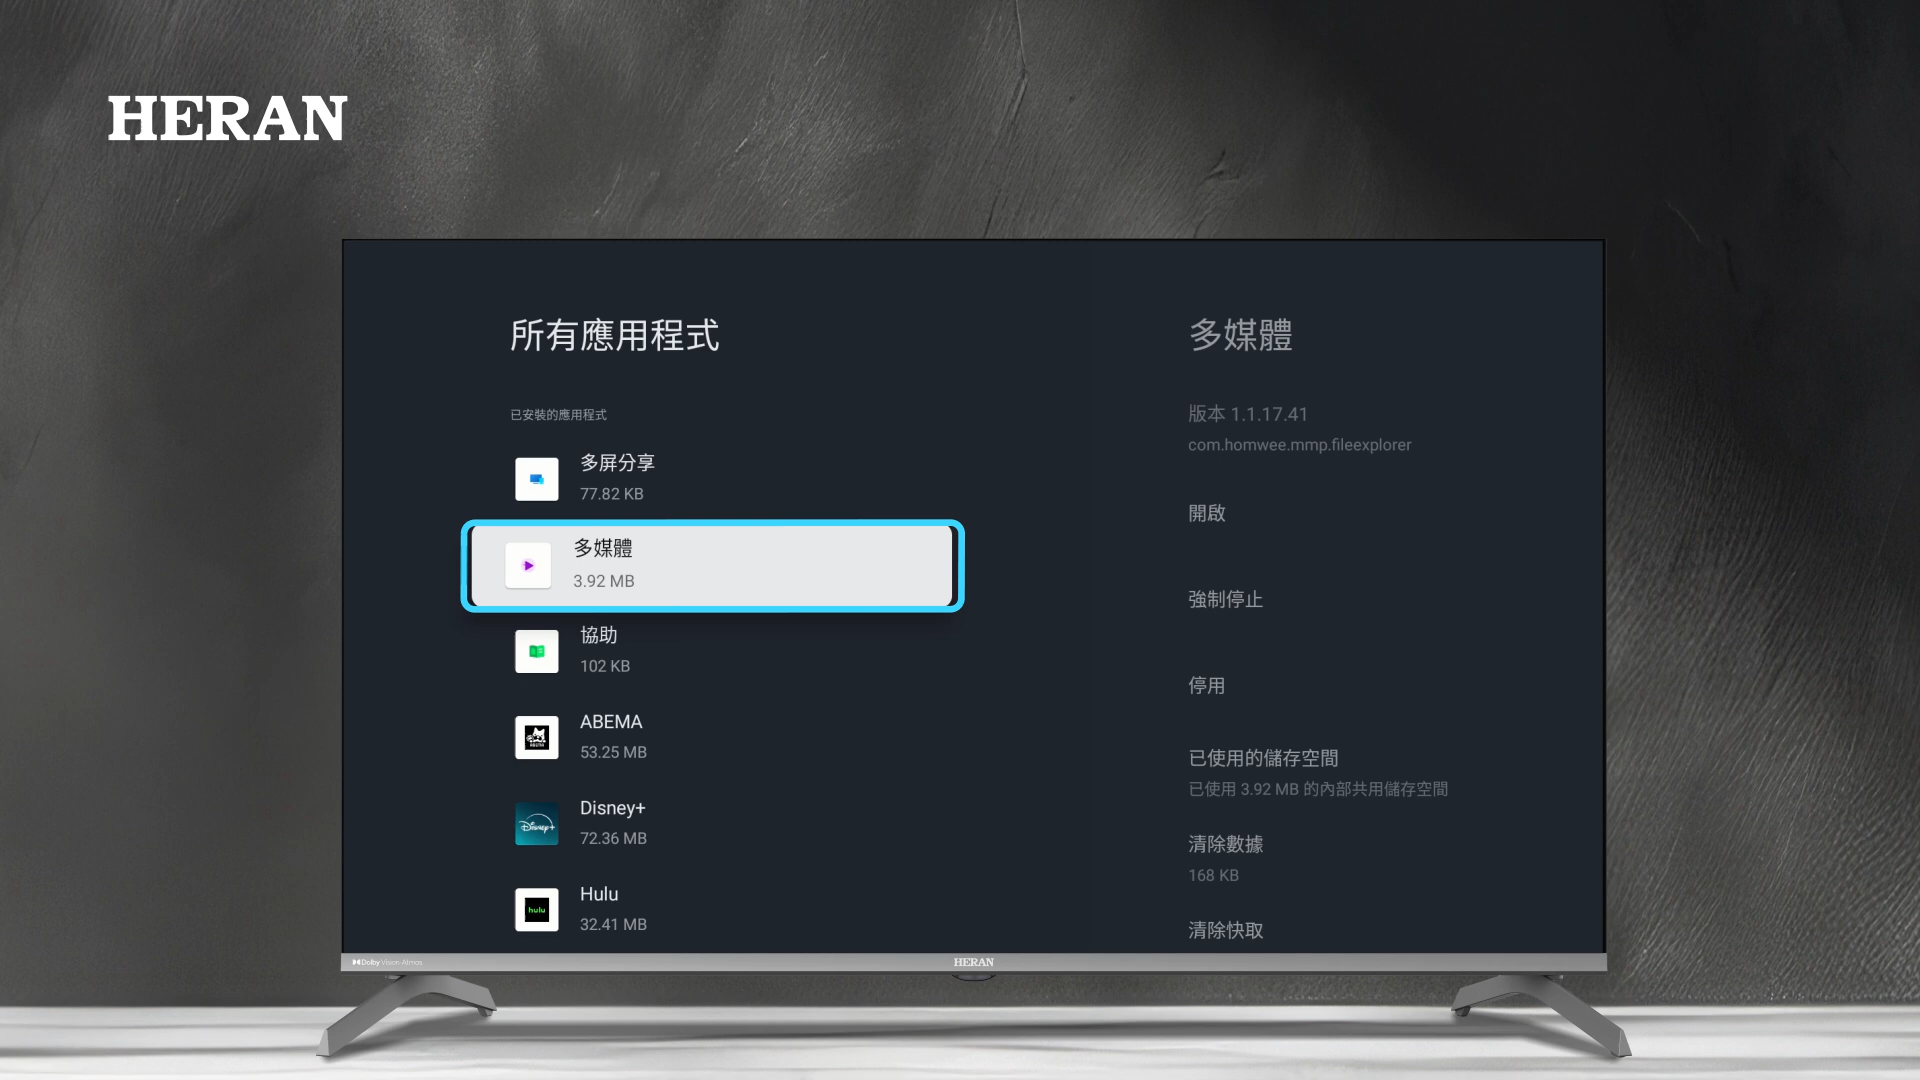 HERAN
所有應用程式
已安裝的應用程式
多屏分享
77.82 KB
多媒體
3.92 MB
協助
102 KB
ABEMA
53.25 MB
Disney+
Disney+
72.36 MB
hulu
Hulu
32.41 MB
多媒體
版本 1.1.17.41
com.homwee.mmp.fileexplorer
開啟
強制停止
停用
已使用的儲存空間
已使用 3.92 MB 的內部共用儲存空間
清除數據
168 KB
清除快取
Dolby Vision·Atmos
HERAN